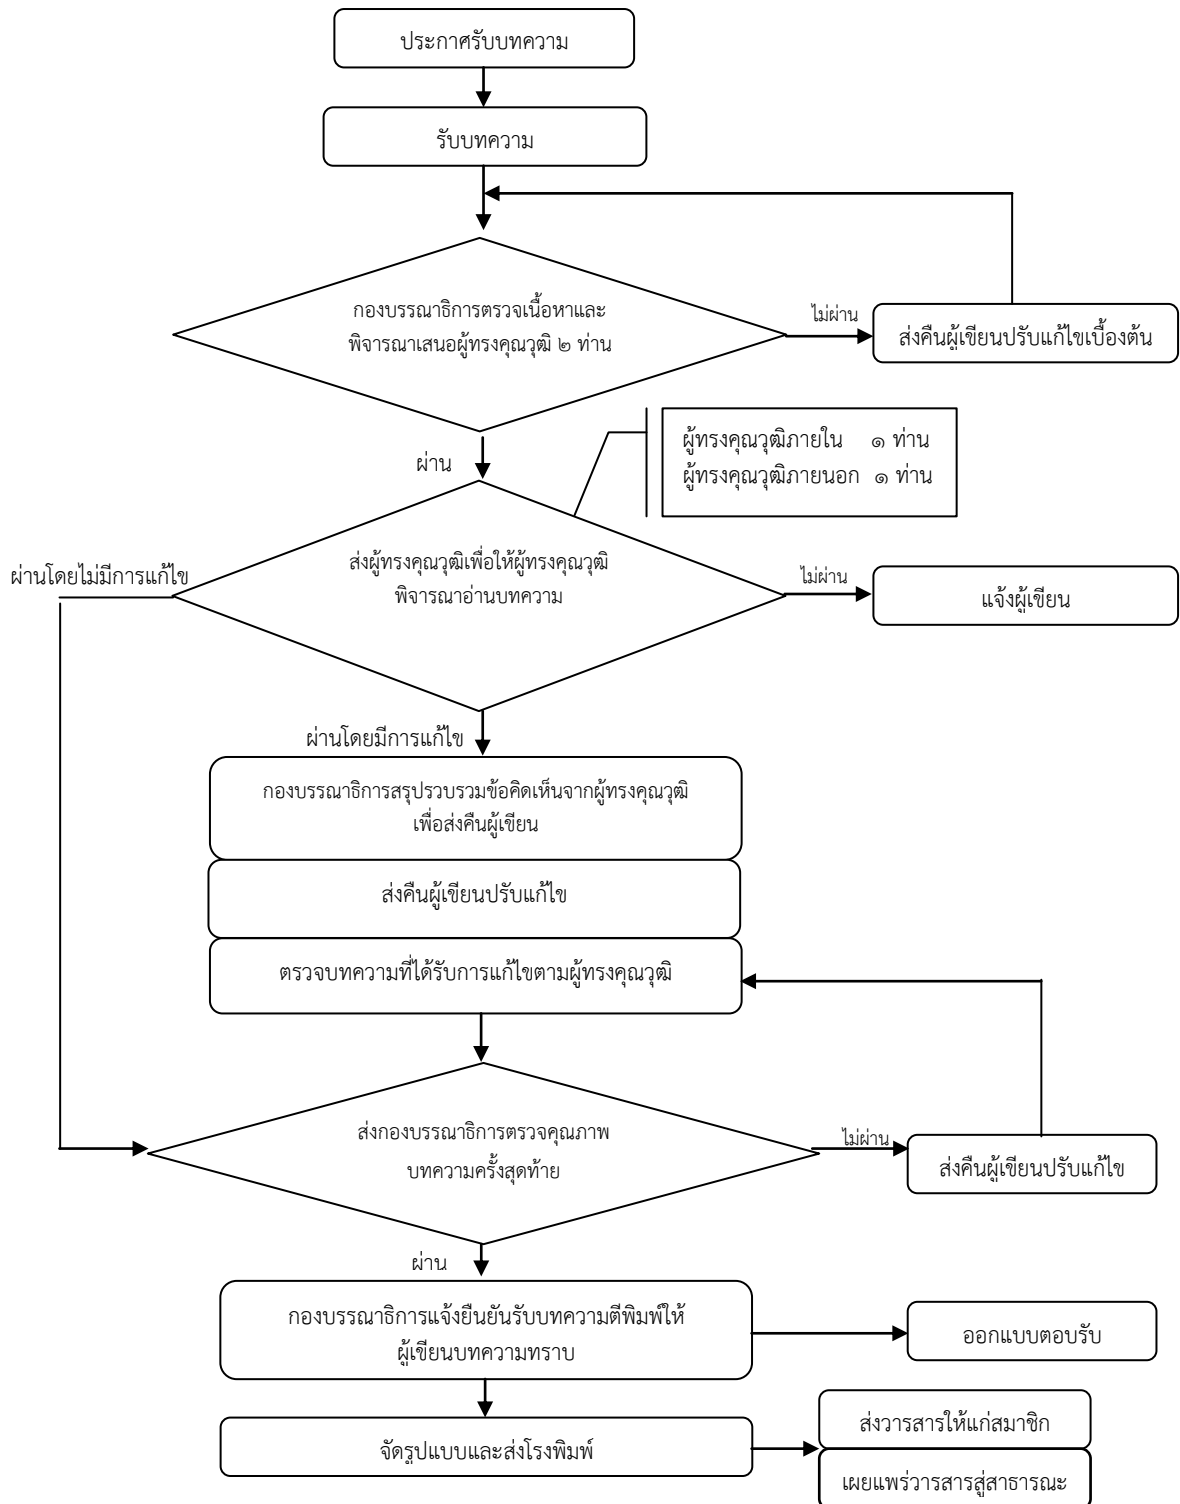 ประกาศรับบทความ
รับบทความ
กองบรรณาธิการตรวจเนื้อหาและ
พิจารณาเสนอผู้ทรงคุณวุฒิ ๒ ท่าน
ไม่ผ่าน
ส่งคืนผู้เขียนปรับแก้ไขเบื้องต้น
ผ่าน
ผู้ทรงคุณวุฒิภายใน ๑ ท่าน
ผู้ทรงคุณวุฒิภายนอก ๑ ท่าน
ส่งผู้ทรงคุณวุฒิเพื่อให้ผู้ทรงคุณวุฒิ
พิจารณาอ่านบทความ
ผ่านโดยไม่มีการแก้ไข
ไม่ผ่าน
แจ้งผู้เขียน
ผ่านโดยมีการแก้ไข
กองบรรณาธิการสรุปรวบรวมข้อคิดเห็นจากผู้ทรงคุณวุฒิ
เพื่อส่งคืนผู้เขียน
ส่งคืนผู้เขียนปรับแก้ไข
ตรวจบทความที่ได้รับการแก้ไขตามผู้ทรงคุณวุฒิ
ส่งกองบรรณาธิการตรวจคุณภาพ
บทความครั้งสุดท้าย
ไม่ผ่าน
ส่งคืนผู้เขียนปรับแก้ไข
ผ่าน
กองบรรณาธิการแจ้งยืนยันรับบทความตีพิมพ์ให้
ผู้เขียนบทความทราบ
ออกแบบตอบรับ
จัดรูปแบบและส่งโรงพิมพ์
ส่งวารสารให้แก่สมาชิก
เผยแพร่วารสารสู่สาธารณะ